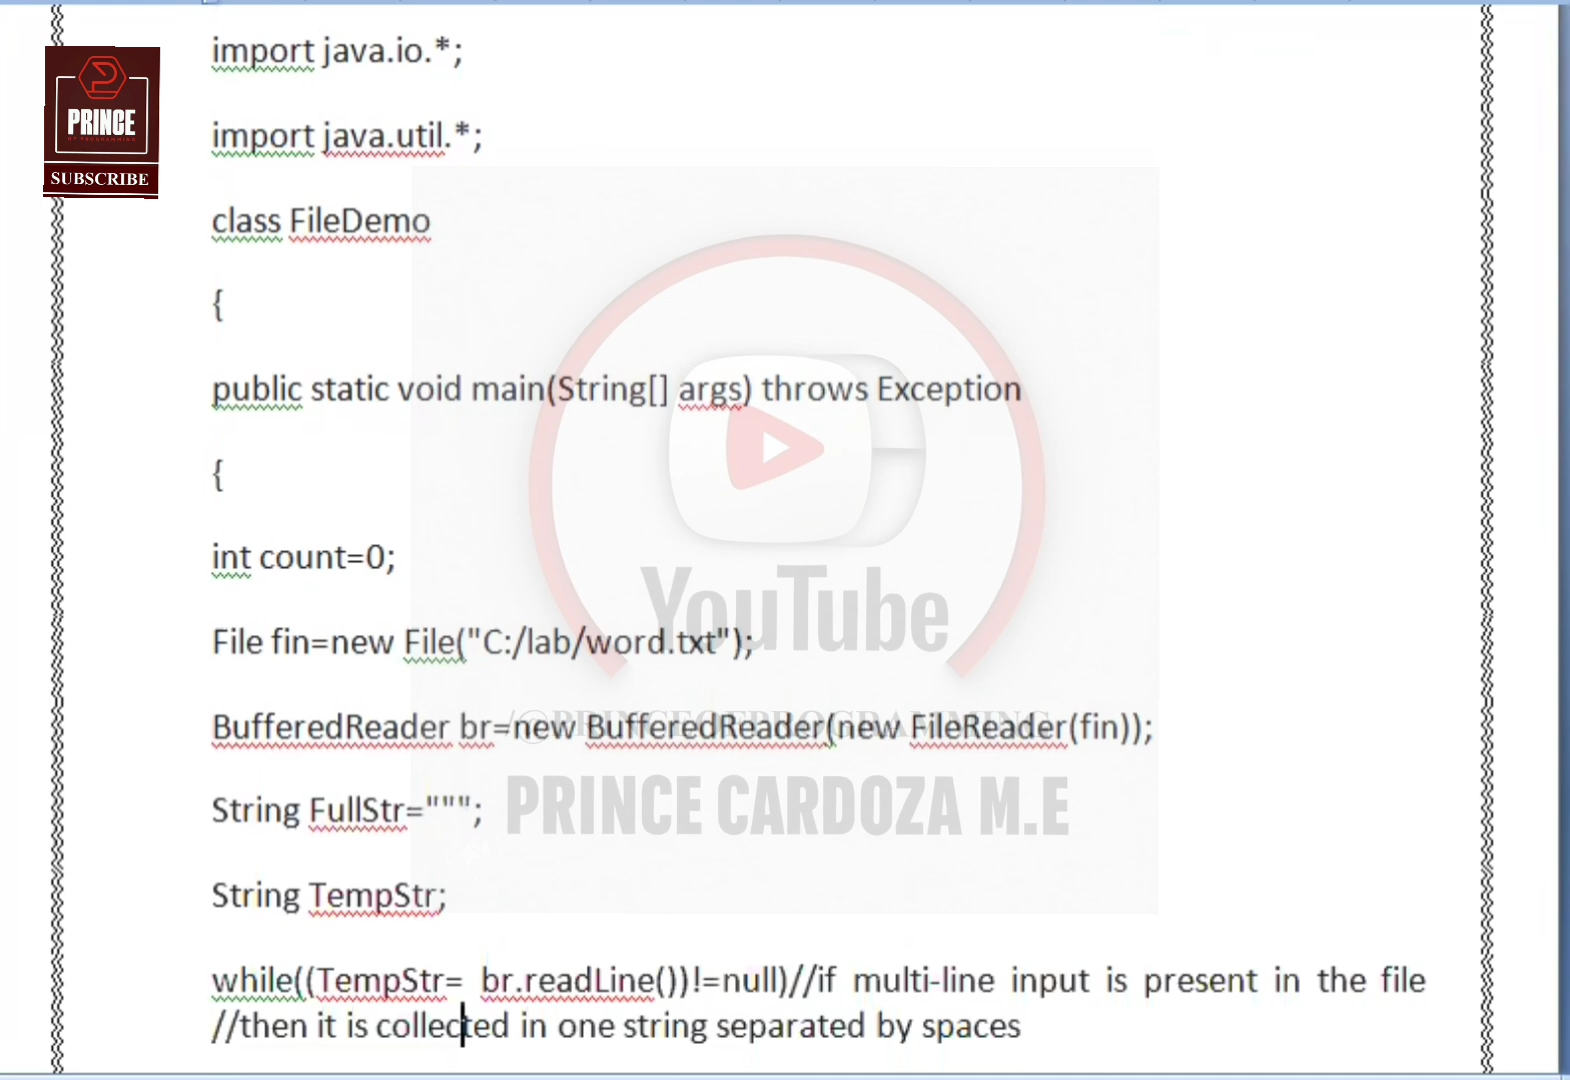 import java.io.*;
PRINCE
SUBSCRIBE
import java.util.*;
class FileDemo
{
public static void main(String[] args) throws Exception
{
int count=0;
YouTube
File fin=new File("C:/lab/word.txt");
/@PRINCEOFPROGRAMMING
BufferedReader br=new BufferedReader(new FileReader(fin));
String FullStr=""";
PRINCE CARDOZA M.E
String TempStr;
while((TempStr= br.readLine())!=null)//if multi-line input is present in the file
//then it is collected in one string separated by spaces